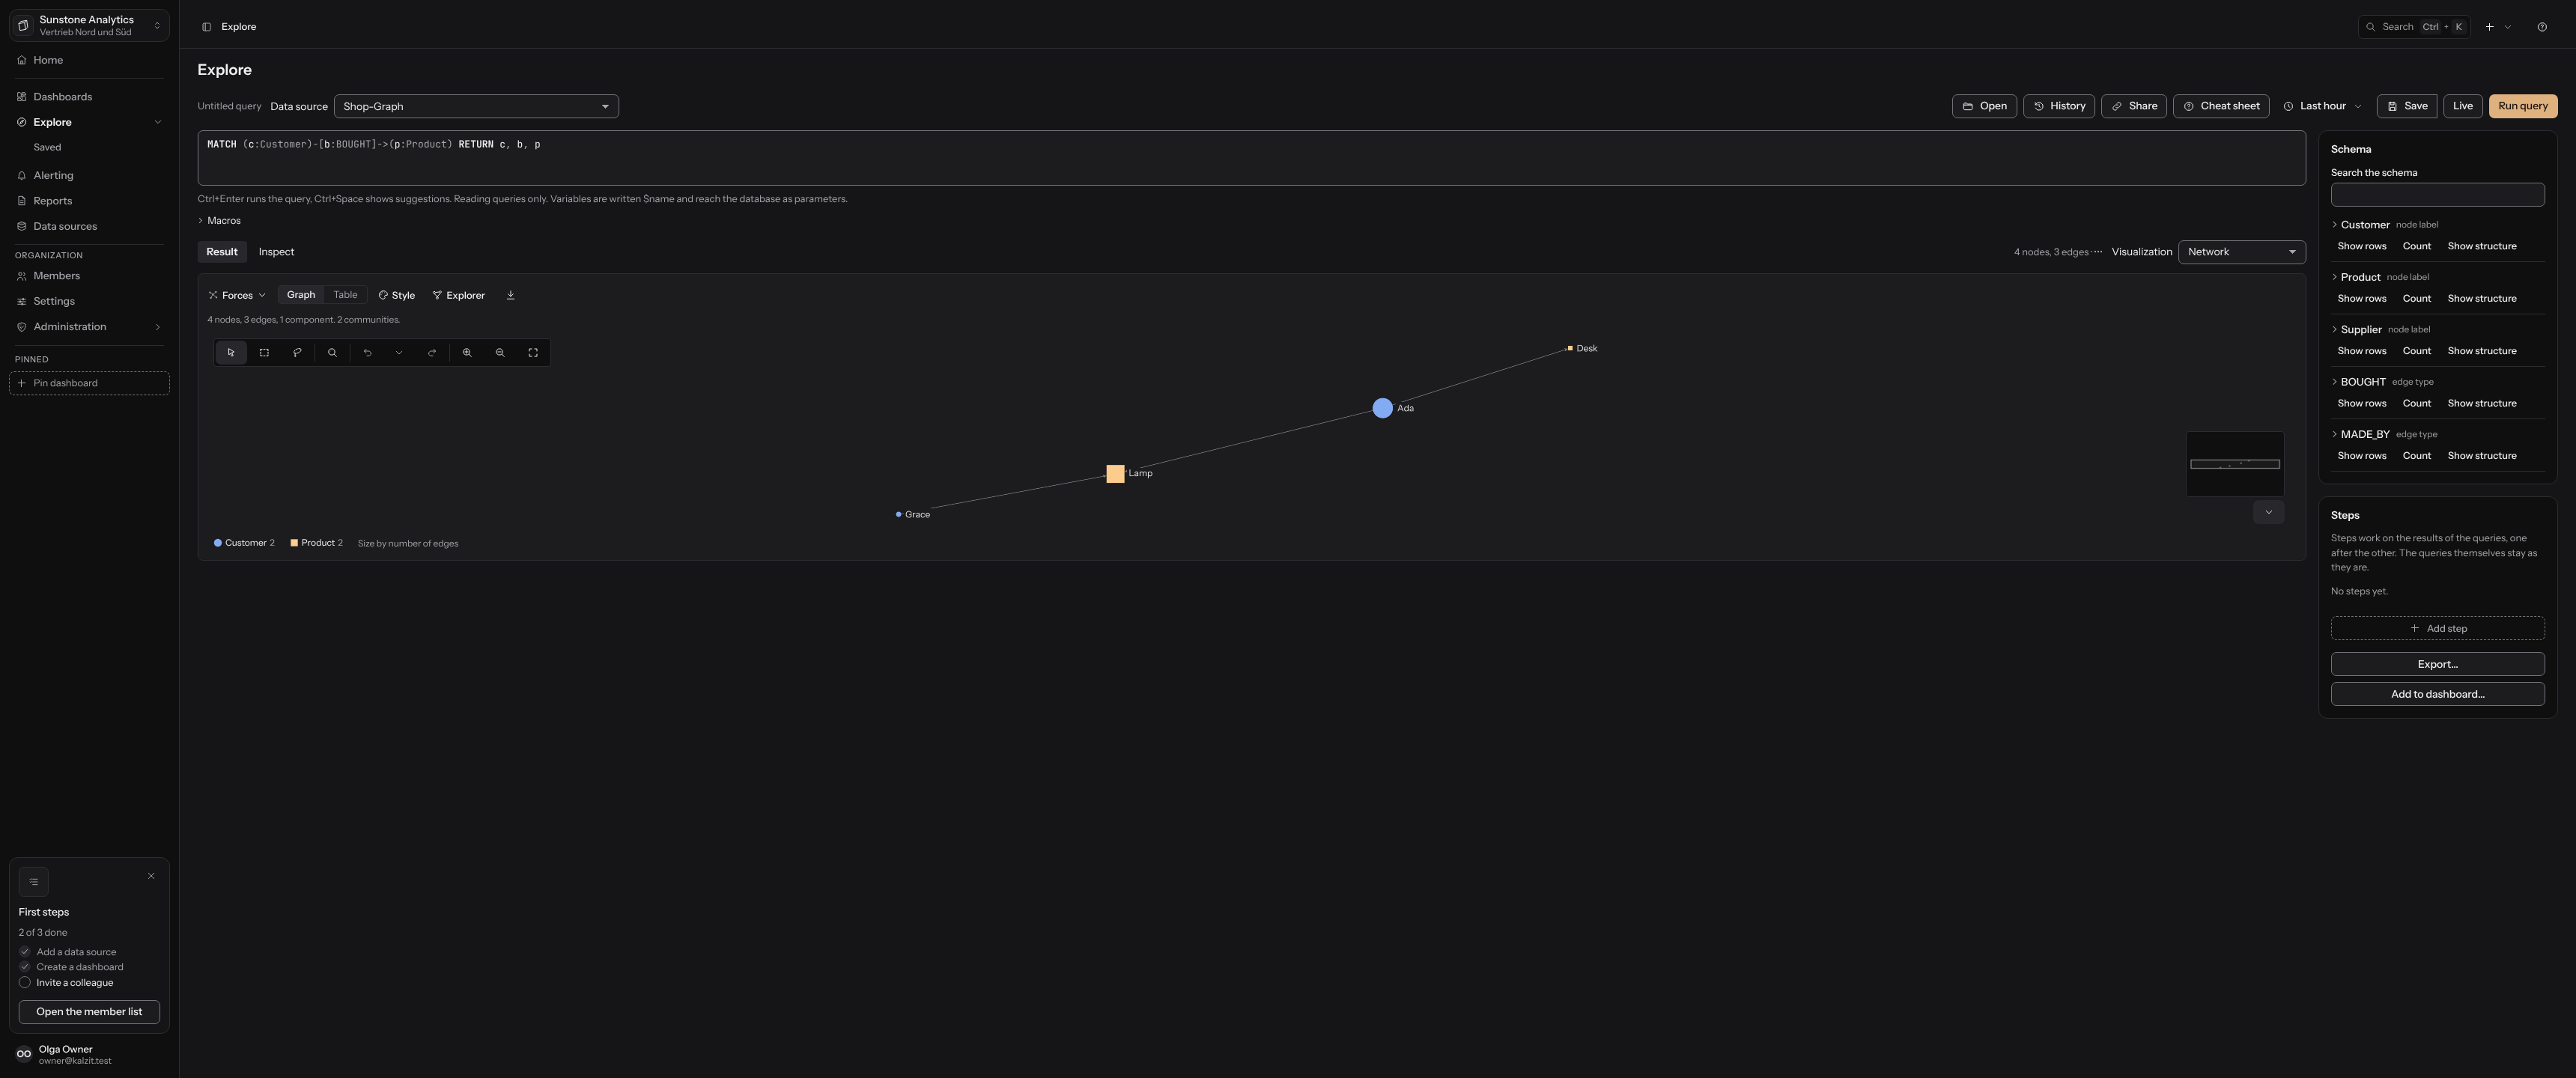 Sunstone Analytics
Vertrieb Nord und Süd
Home
Dashboards
Explore
Saved
Alerting
Reports
Data sources
ORGANIZATION
Members
Settings
Administration
PINNED
Pin dashboard
First steps
2 of 3 done
Add a data source
Create a dashboard
Invite a colleague
Open the member list
OO
Olga Owner
owner@kalzit.test
Explore
Search Ctrl + K
Explore
Untitled query Data source Shop-Graph
Open History Share Cheat sheet Last hour Save Live Run query
MATCH (c:Customer)-[b:BOUGHT]->(p:Product) RETURN c, b, p
Ctrl+Enter runs the query, Ctrl+Space shows suggestions. Reading queries only. Variables are written $name and reach the database as parameters.
Macros
Result Inspect
4 nodes, 3 edges · ··· Visualization Network
Forces Graph Table Style Explorer
4 nodes, 3 edges, 1 component. 2 communities.
Desk
Ada
Lamp
Grace
Customer 2 Product 2 Size by number of edges
Schema
Search the schema
Customer node label
Show rows Count Show structure
Product node label
Show rows Count Show structure
Supplier node label
Show rows Count Show structure
BOUGHT edge type
Show rows Count Show structure
MADE_BY edge type
Show rows Count Show structure
Steps
Steps work on the results of the queries, one
after the other. The queries themselves stay as
they are.
No steps yet.
Add step
Export...
Add to dashboard...